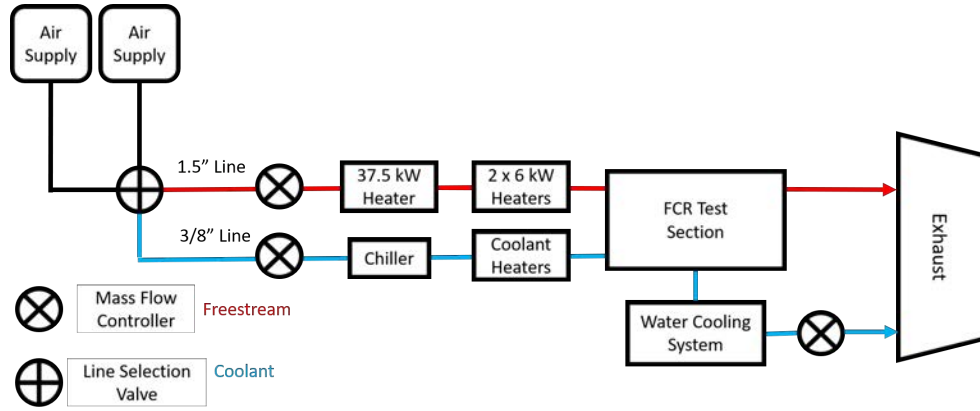 Air
Supply
Air
Supply
1.5” Line
37.5 kW
Heater
2 x 6 kW
Heaters
FCR Test
Section
Exhaust
3/8” Line
Chiller
Coolant
Heaters
Mass Flow
Controller
Freestream
Water Cooling
System
Line Selection
Valve
Coolant